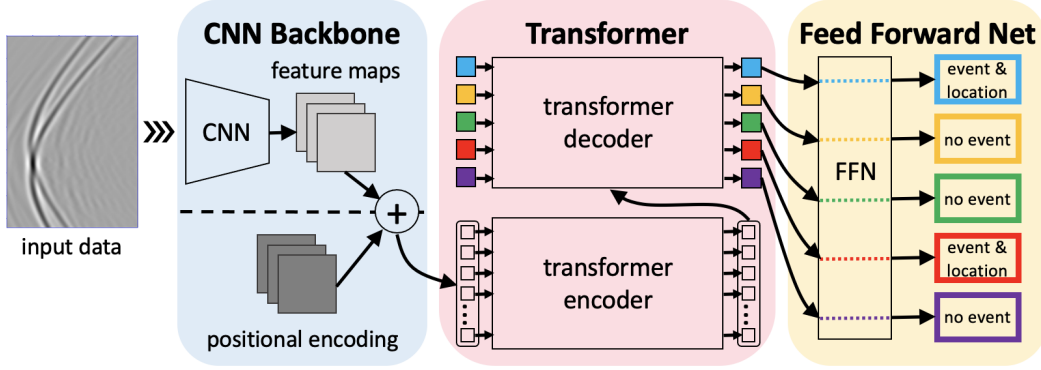 CNN Backbone
Transformer
Feed Forward Net
input data
feature maps
CNN
+
positional encoding
transformer
decoder
transformer
encoder
FFN
event &
location
no event
no event
event &
location
no event